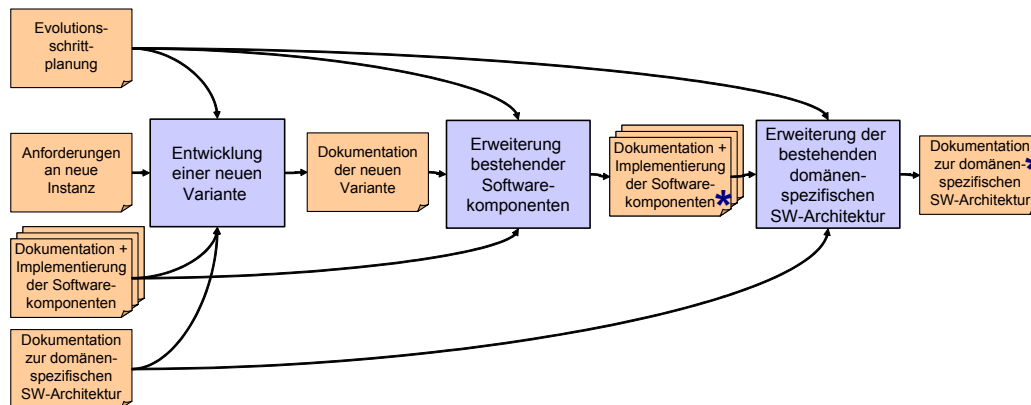 Evolutions-
schritt-
planung
Anforderungen
an neue
Instanz
Entwicklung
einer neuen
Variante
Dokumentation
der neuen
Variante
Erweiterung
bestehender
Software-
komponenten
Dokumentation +
Implementierung
der Software-
komponenten*
Erweiterung der
bestehenden
domänen-
spezifischen
SW-Architektur
Dokumentation
zur domänen-*
spezifischen
SW-Architektur
Dokumentation +
Implementierung
der Software-
komponenten
Dokumentation
zur domänen-
spezifischen
SW-Architektur